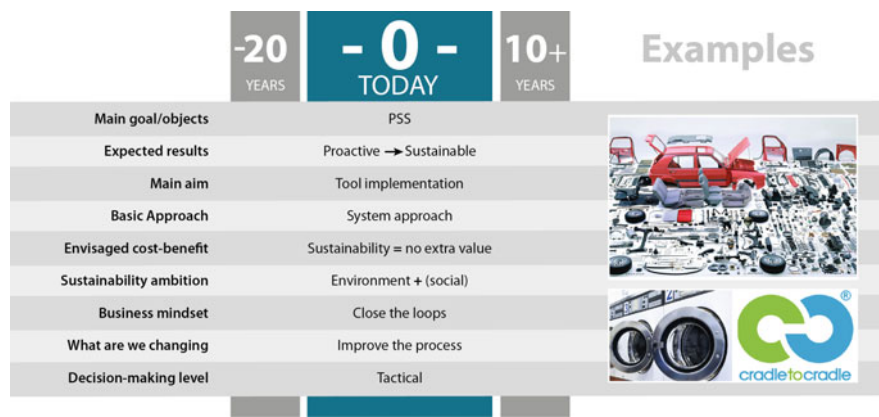 -20
YEARS
- 0 -
TODAY
10+
YEARS
Examples
Main goal/objects PSS
Expected results Proactive → Sustainable
Main aim Tool implementation
Basic Approach System approach
Envisaged cost-benefit Sustainability = no extra value
Sustainability ambition Environment + (social)
Business mindset Close the loops
What are we changing Improve the process
Decision-making level Tactical
®
cradletocradle